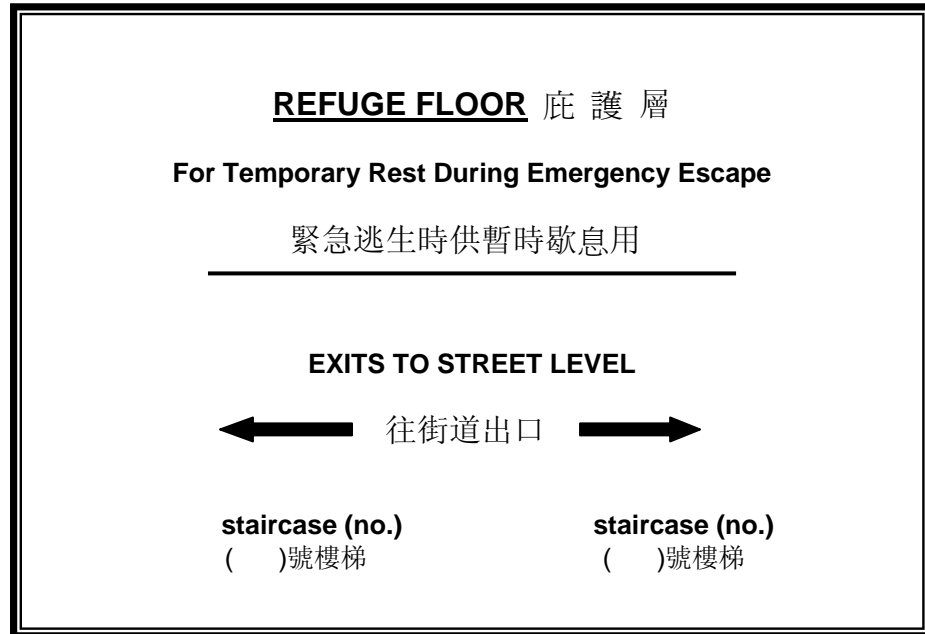 REFUGE FLOOR 庇護層
For Temporary Rest During Emergency Escape
緊急逃生時供暫時歇息用
EXITS TO STREET LEVEL
往街道出口
staircase (no.) staircase (no.)
(   )號樓梯 (   )號樓梯